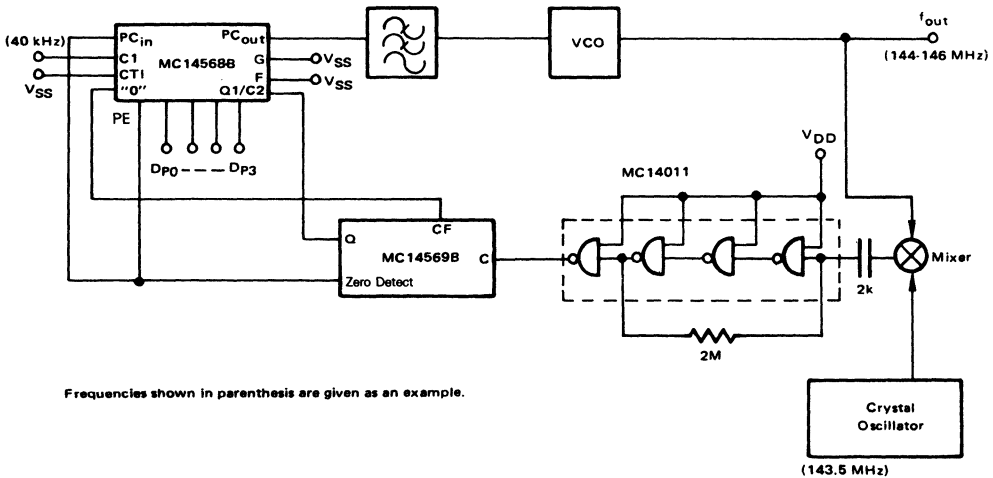 PCin
PCout
fout
(40 kHz)
C1
MC14568B
G
VSS
VCO
(144-146 MHz)
CTI
F
VSS
VSS
"0"
Q1/C2
PE
VDD
DP0 - - - - DP3
MC14011
CF
Q
MC14569B
C
Mixer
Zero Detect
2k
2M
Frequencies shown in parenthesis are given as an example.
Crystal
Oscillator
(143.5 MHz)